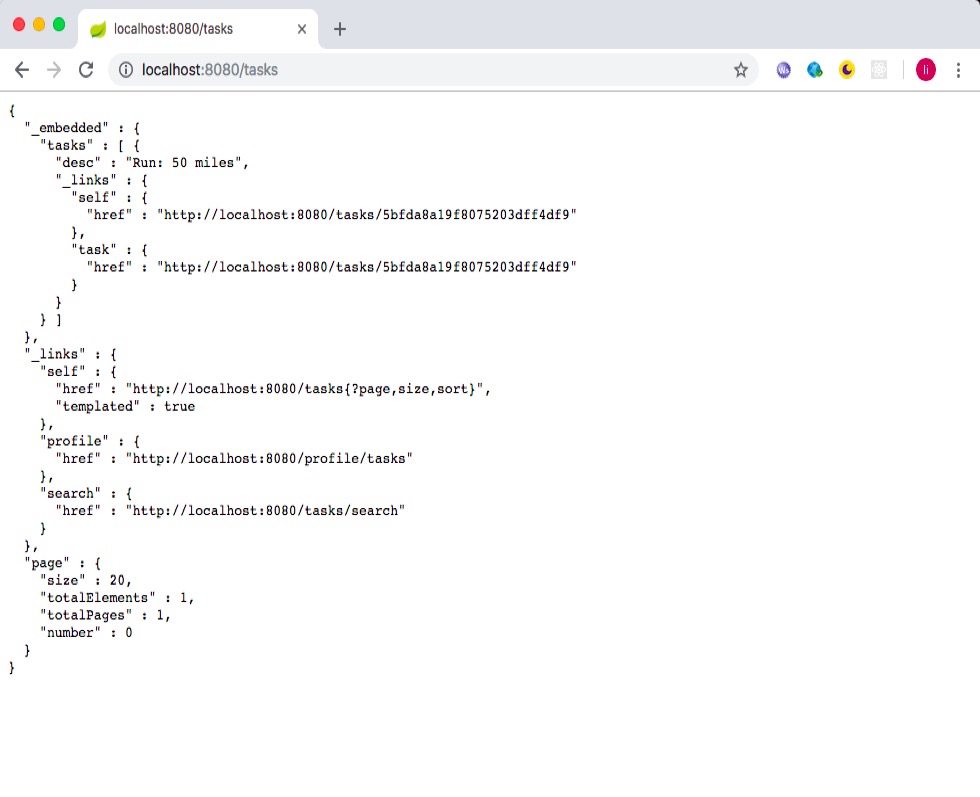 localhost:8080/tasks
localhost:8080/tasks
li
{
  "_embedded" : {
    "tasks" : [ {
      "desc" : "Run: 50 miles",
      "_links" : {
        "self" : {
          "href" : "http://localhost:8080/tasks/5bfda8a19f8075203dff4df9"
        },
        "task" : {
          "href" : "http://localhost:8080/tasks/5bfda8a19f8075203dff4df9"
        }
      }
    } ]
  },
  "_links" : {
    "self" : {
      "href" : "http://localhost:8080/tasks{?page,size,sort}",
      "templated" : true
    },
    "profile" : {
      "href" : "http://localhost:8080/profile/tasks"
    },
    "search" : {
      "href" : "http://localhost:8080/tasks/search"
    }
  },
  "page" : {
    "size" : 20,
    "totalElements" : 1,
    "totalPages" : 1,
    "number" : 0
  }
}